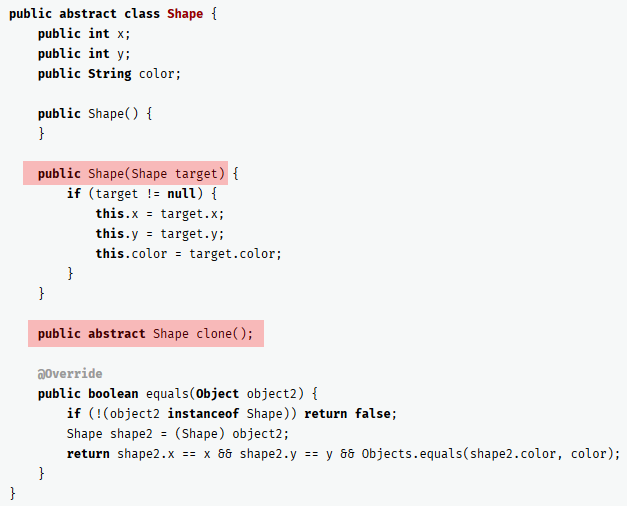 public abstract class Shape {
    public int x;
    public int y;
    public String color;

    public Shape() {
    }

    public Shape(Shape target) {
        if (target != null) {
            this.x = target.x;
            this.y = target.y;
            this.color = target.color;
        }
    }

    public abstract Shape clone();

    @Override
    public boolean equals(Object object2) {
        if (!(object2 instanceof Shape)) return false;
        Shape shape2 = (Shape) object2;
        return shape2.x == x && shape2.y == y && Objects.equals(shape2.color, color);
    }
}